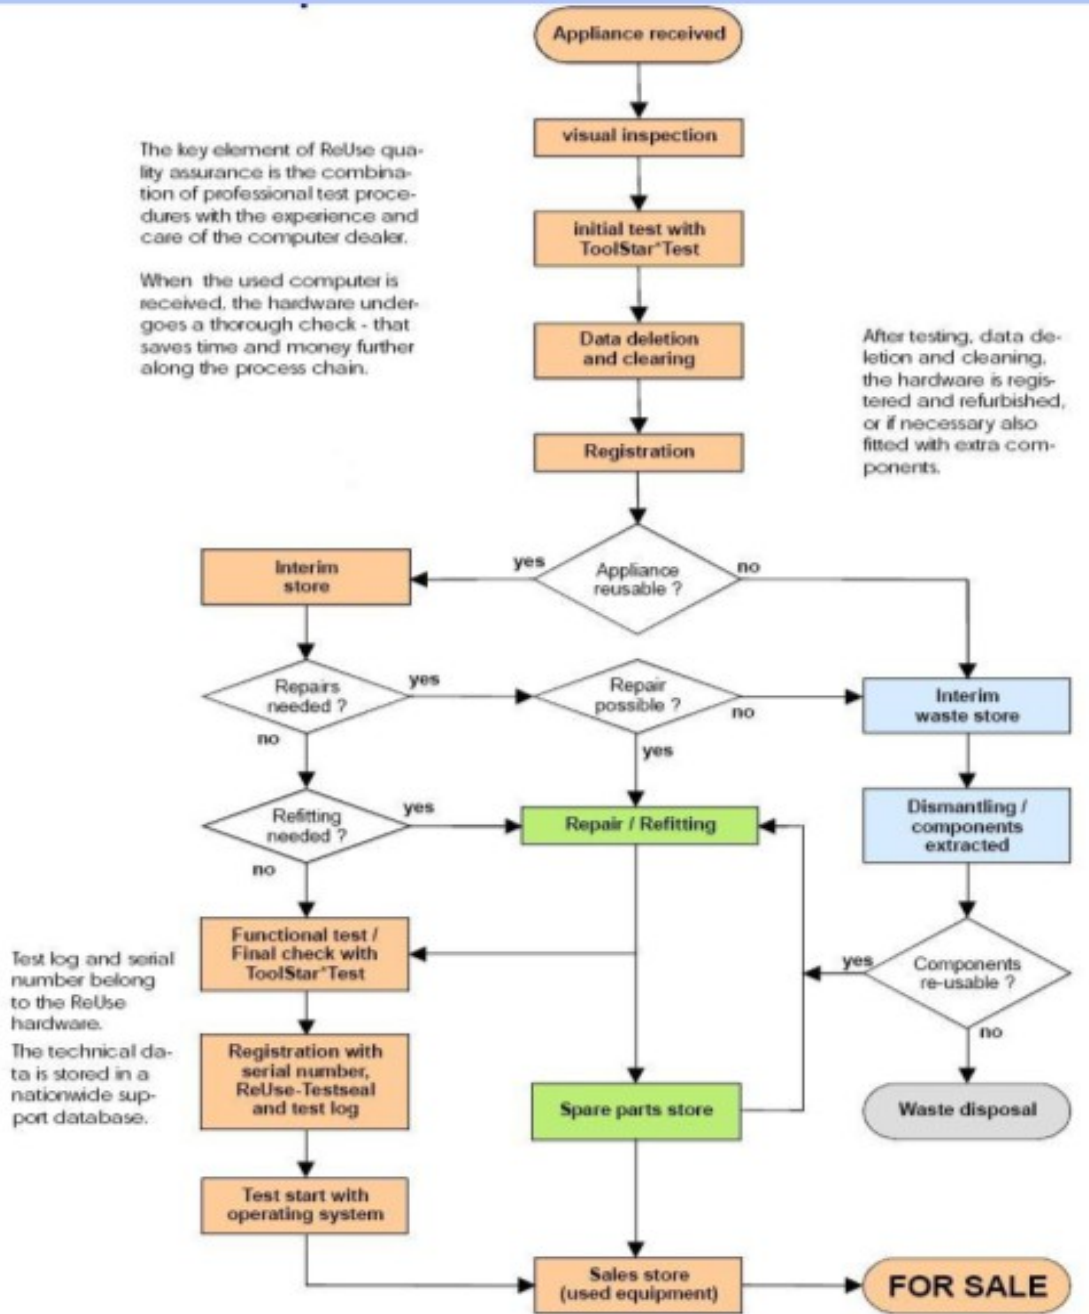 Appliance received
visual inspection
The key element of ReUse qua-
lity assurance is the combina-
tion of professional test proce-
dures with the experience and
care of the computer dealer.
When the used computer is
received, the hardware under-
goes a thorough check - that
saves time and money further
along the process chain.
initial test with
ToolStar*Test
Data deletion
and clearing
After testing, data de-
letion and cleaning,
the hardware is regis-
tered and refurbished,
or if necessary also
fitted with extra com-
ponents.
Registration
Appliance
reusable ?
yes
no
Interim
store
Repairs
needed ?
yes
no
Repair
possible ?
no
yes
Interim
waste store
Refitting
needed ?
yes
no
Repair / Refitting
Dismantling /
components
extracted
Functional test /
Final check with
ToolStar*Test
yes
Components
re-usable ?
no
Test log and serial
number belong
to the ReUse
hardware.
The technical da-
ta is stored in a
nationwide sup-
port database.
Registration with
serial number,
ReUse-Testseal
and test log
Spare parts store
Waste disposal
Test start with
operating system
Sales store
(used equipment)
FOR SALE